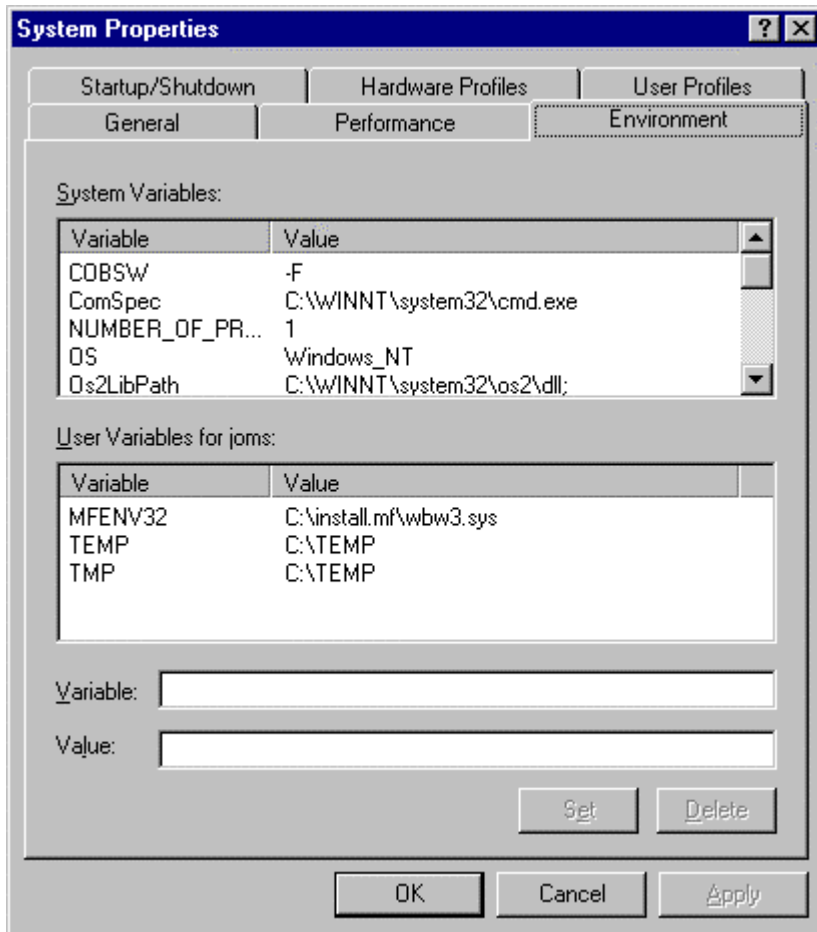 System Properties
Startup/Shutdown Hardware Profiles User Profiles
General Performance Environment
System Variables:
Variable Value
COBSW -F
ComSpec C:\WINNT\system32\cmd.exe
NUMBER_OF_PR... 1
OS Windows_NT
Os2LibPath C:\WINNT\system32\os2\dll;
User Variables for joms:
Variable Value
MFENV32 C:\install.mf\wbw3.sys
TEMP C:\TEMP
TMP C:\TEMP
Variable:
Value:
Set Delete
OK Cancel Apply